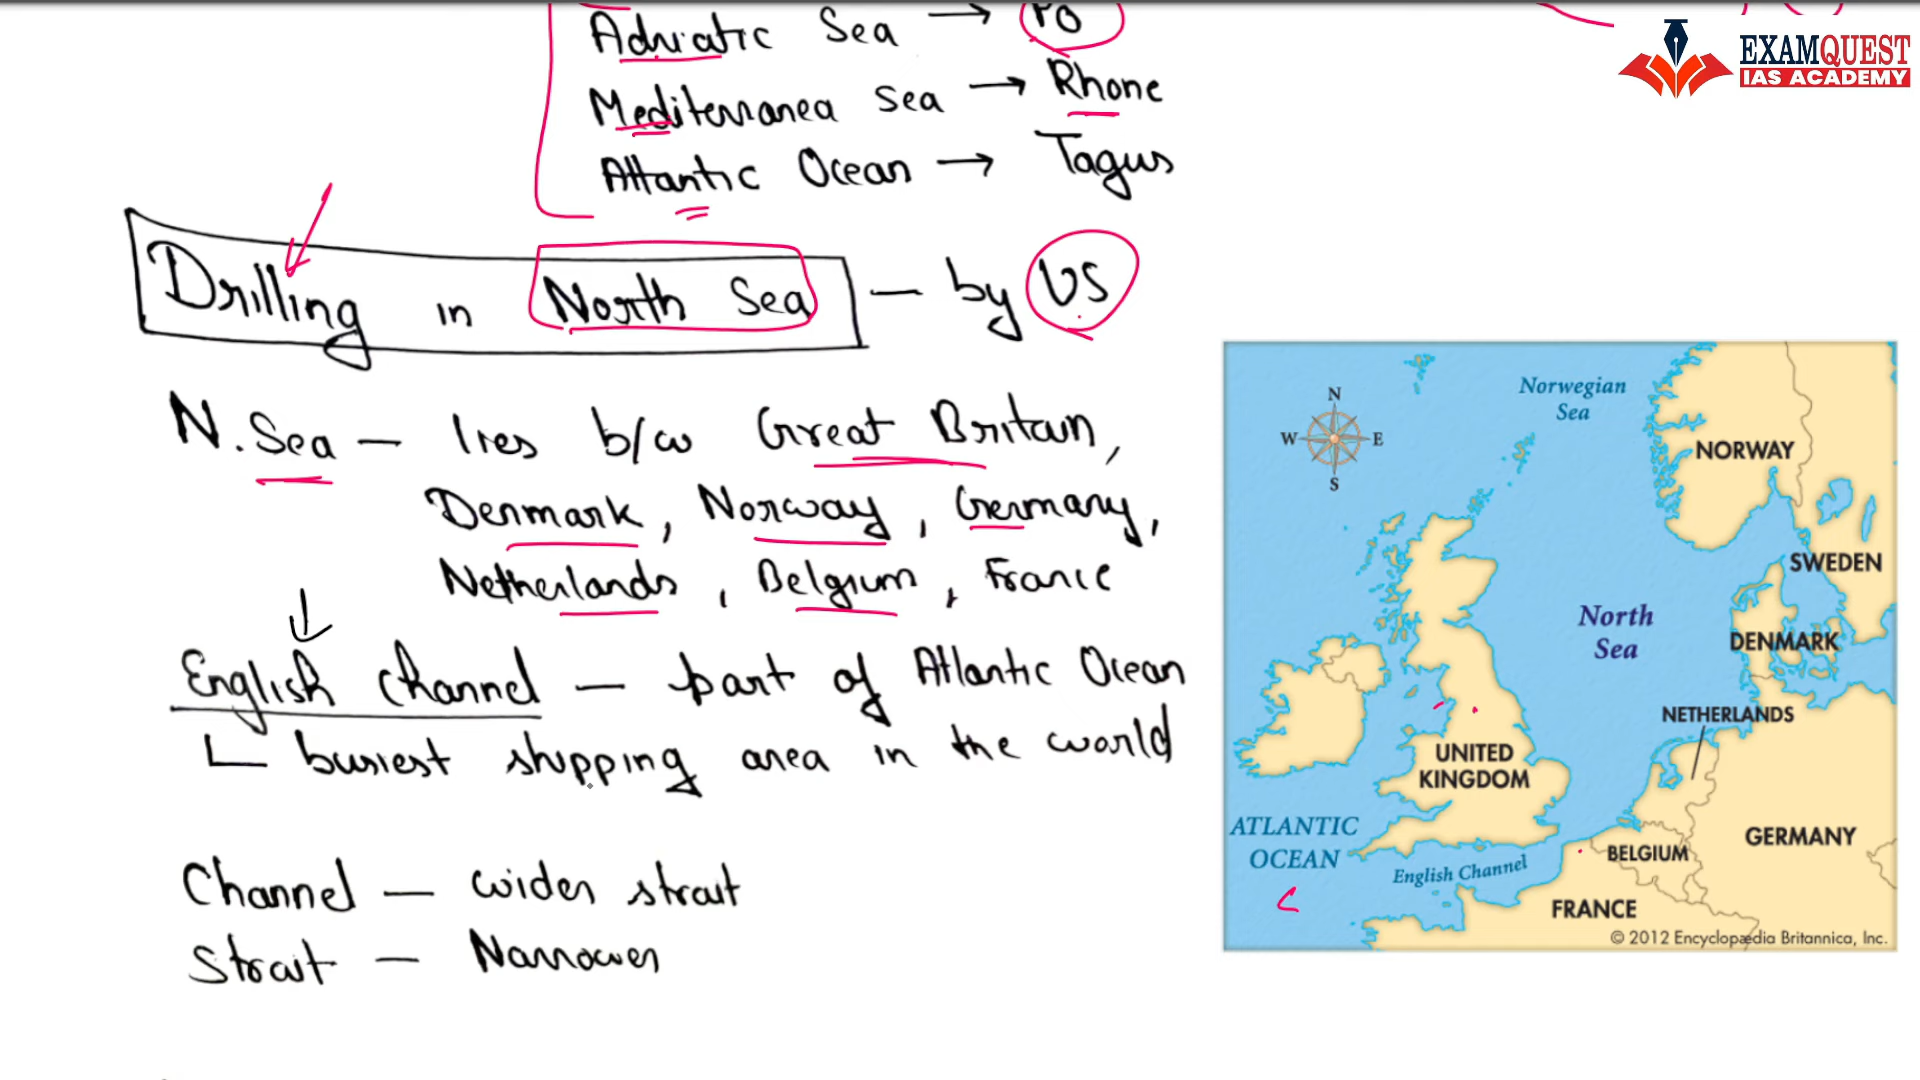 Adriatic Sea → Po
Mediterranea Sea → Rhone
Atlantic Ocean → Tagus
EXAMQUEST
IAS ACADEMY
Drilling in North Sea — by US
N. Sea — lies b/w Great Britain,
Denmark, Norway, Germany,
Netherlands, Belgium, France
English Channel — part of Atlantic Ocean
busiest shipping area in the world
Channel — wider strait
Strait — Narrower
N
W E
S
Norwegian
Sea
NORWAY
SWEDEN
North
Sea
DENMARK
NETHERLANDS
UNITED
KINGDOM
ATLANTIC
OCEAN
English Channel
BELGIUM
GERMANY
FRANCE
© 2012 Encyclopædia Britannica, Inc.